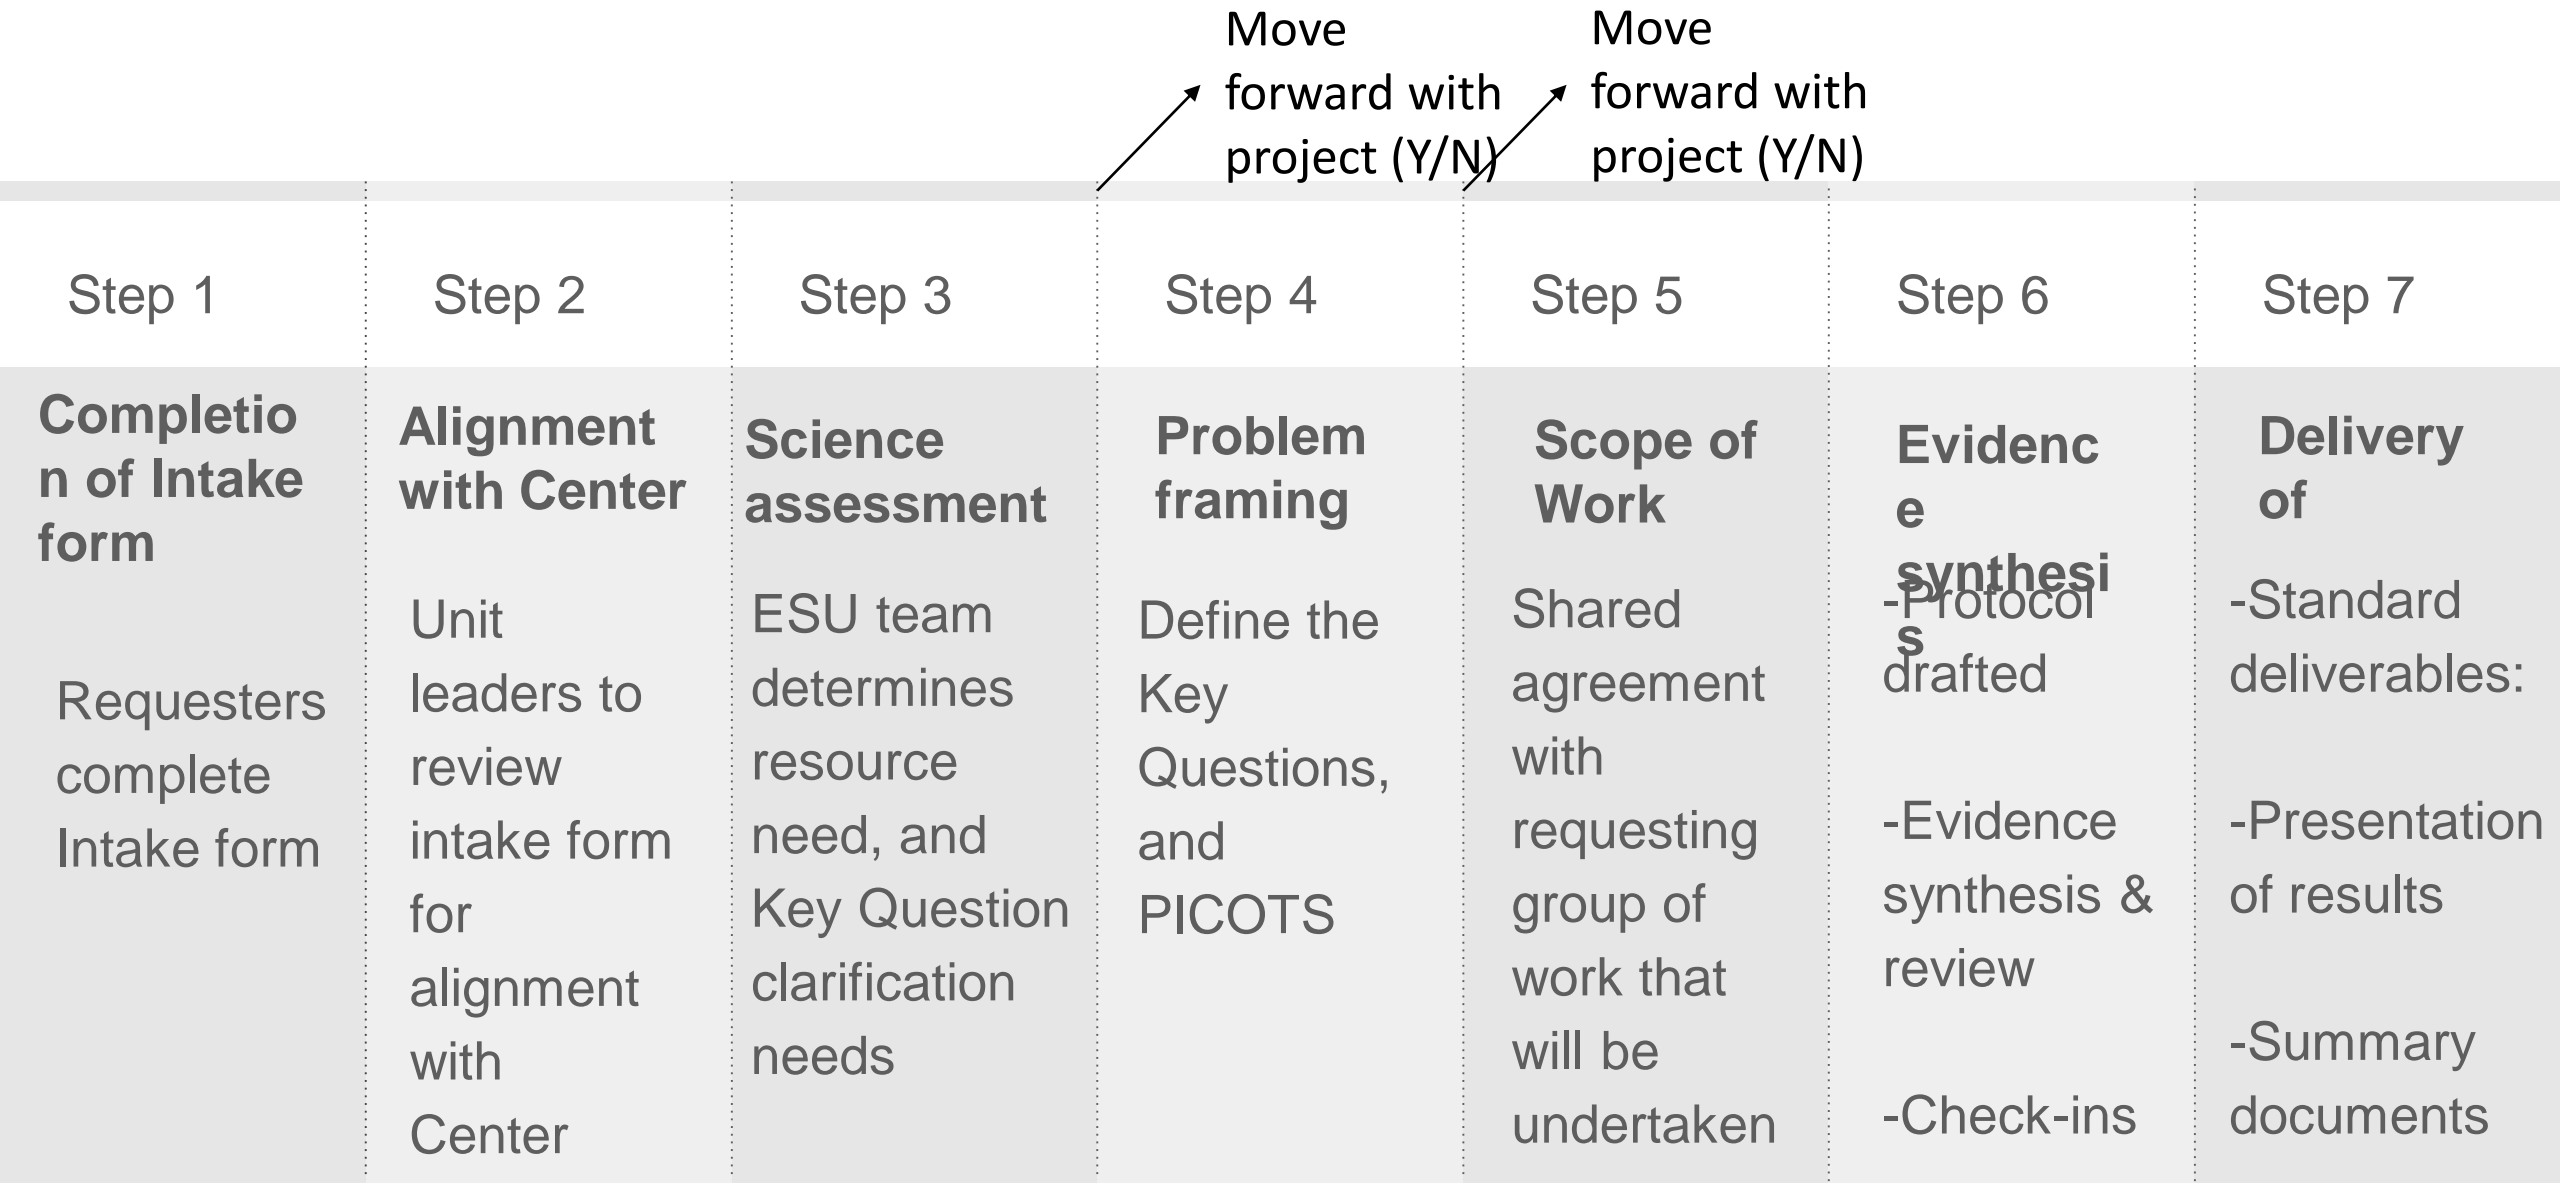 Move
forward with
project (Y/N)
Move
forward with
project (Y/N)
Step 1
Step 2
Step 3
Step 4
Step 5
Step 6
Step 7
Completio
n of Intake
form
Requesters
complete
Intake form
Alignment
with Center
Unit
leaders to
review
intake form
for
alignment
with
Center
Science
assessment
ESU team
determines
resource
need, and
Key Question
clarification
needs
Problem
framing
Define the
Key
Questions,
and
PICOTS
Scope of
Work
Shared
agreement
with
requesting
group of
work that
will be
undertaken
Evidenc
e
synthesi
s
-Protocol
drafted
-Evidence
synthesis &
review
-Check-ins
Delivery
of
-Standard
deliverables:
-Presentation
of results
-Summary
documents